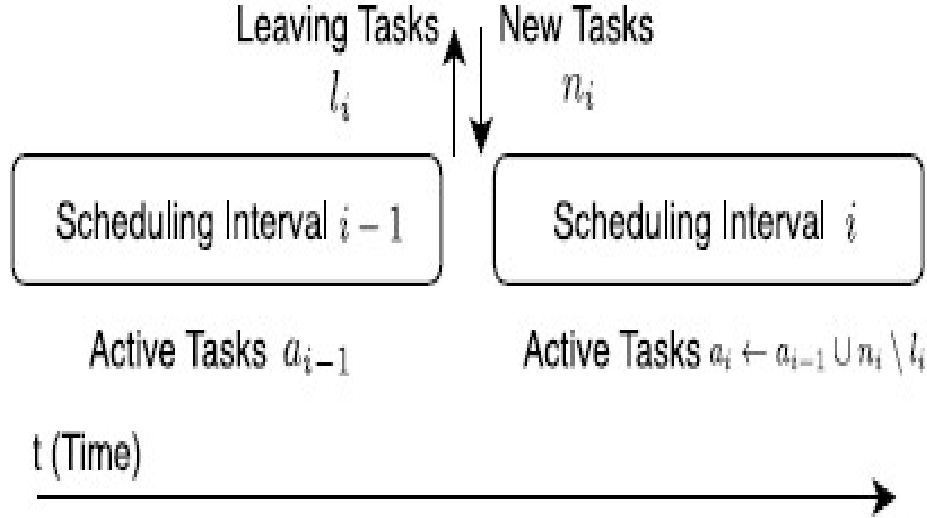 Leaving Tasks New Tasks
l_i n_i
Scheduling Interval i − 1 Scheduling Interval i
Active Tasks a_{i−1} Active Tasks a_i ← a_{i−1} ∪ n_i \ l_i
t (Time)